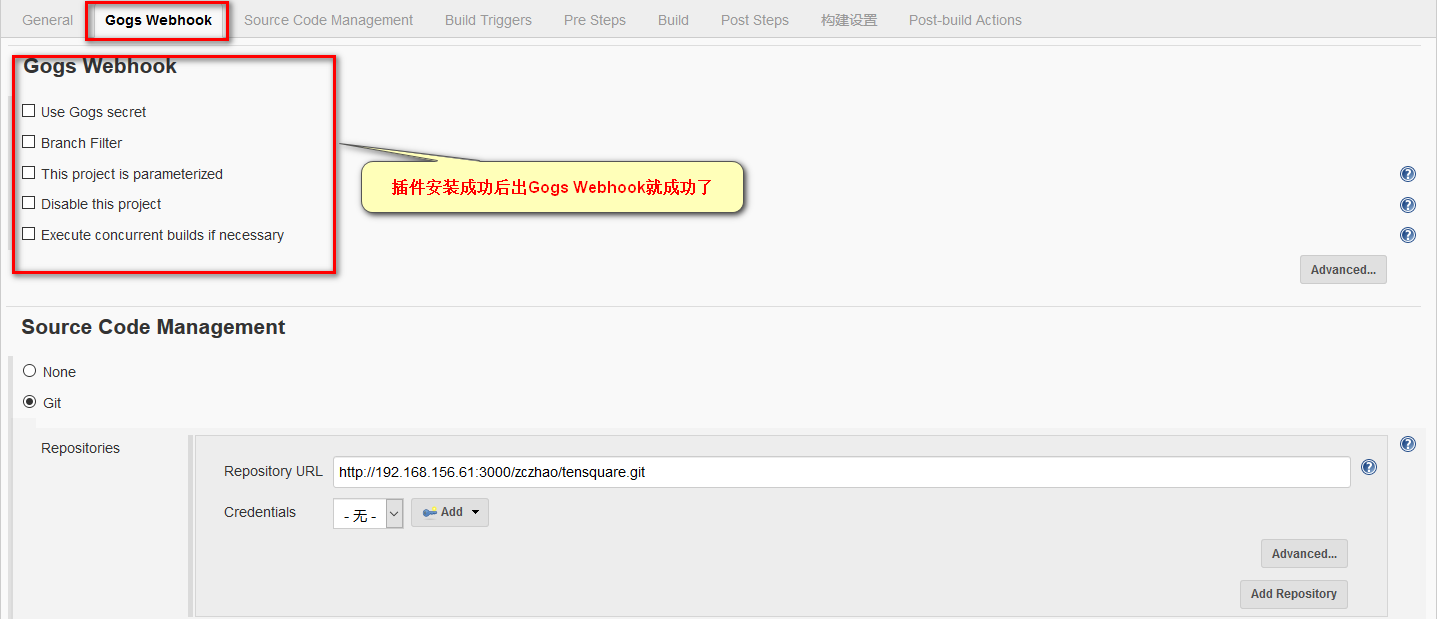 General
Gogs Webhook
Source Code Management
Build Triggers
Pre Steps
Build
Post Steps
构建设置
Post-build Actions
Gogs Webhook
Use Gogs secret
Branch Filter
This project is parameterized
Disable this project
Execute concurrent builds if necessary
插件安装成功后出Gogs Webhook就成功了
Advanced...
Source Code Management
None
Git
Repositories
Repository URL
http://192.168.156.61:3000/zczhao/tensquare.git
Credentials
- 无 -
Add
Advanced...
Add Repository